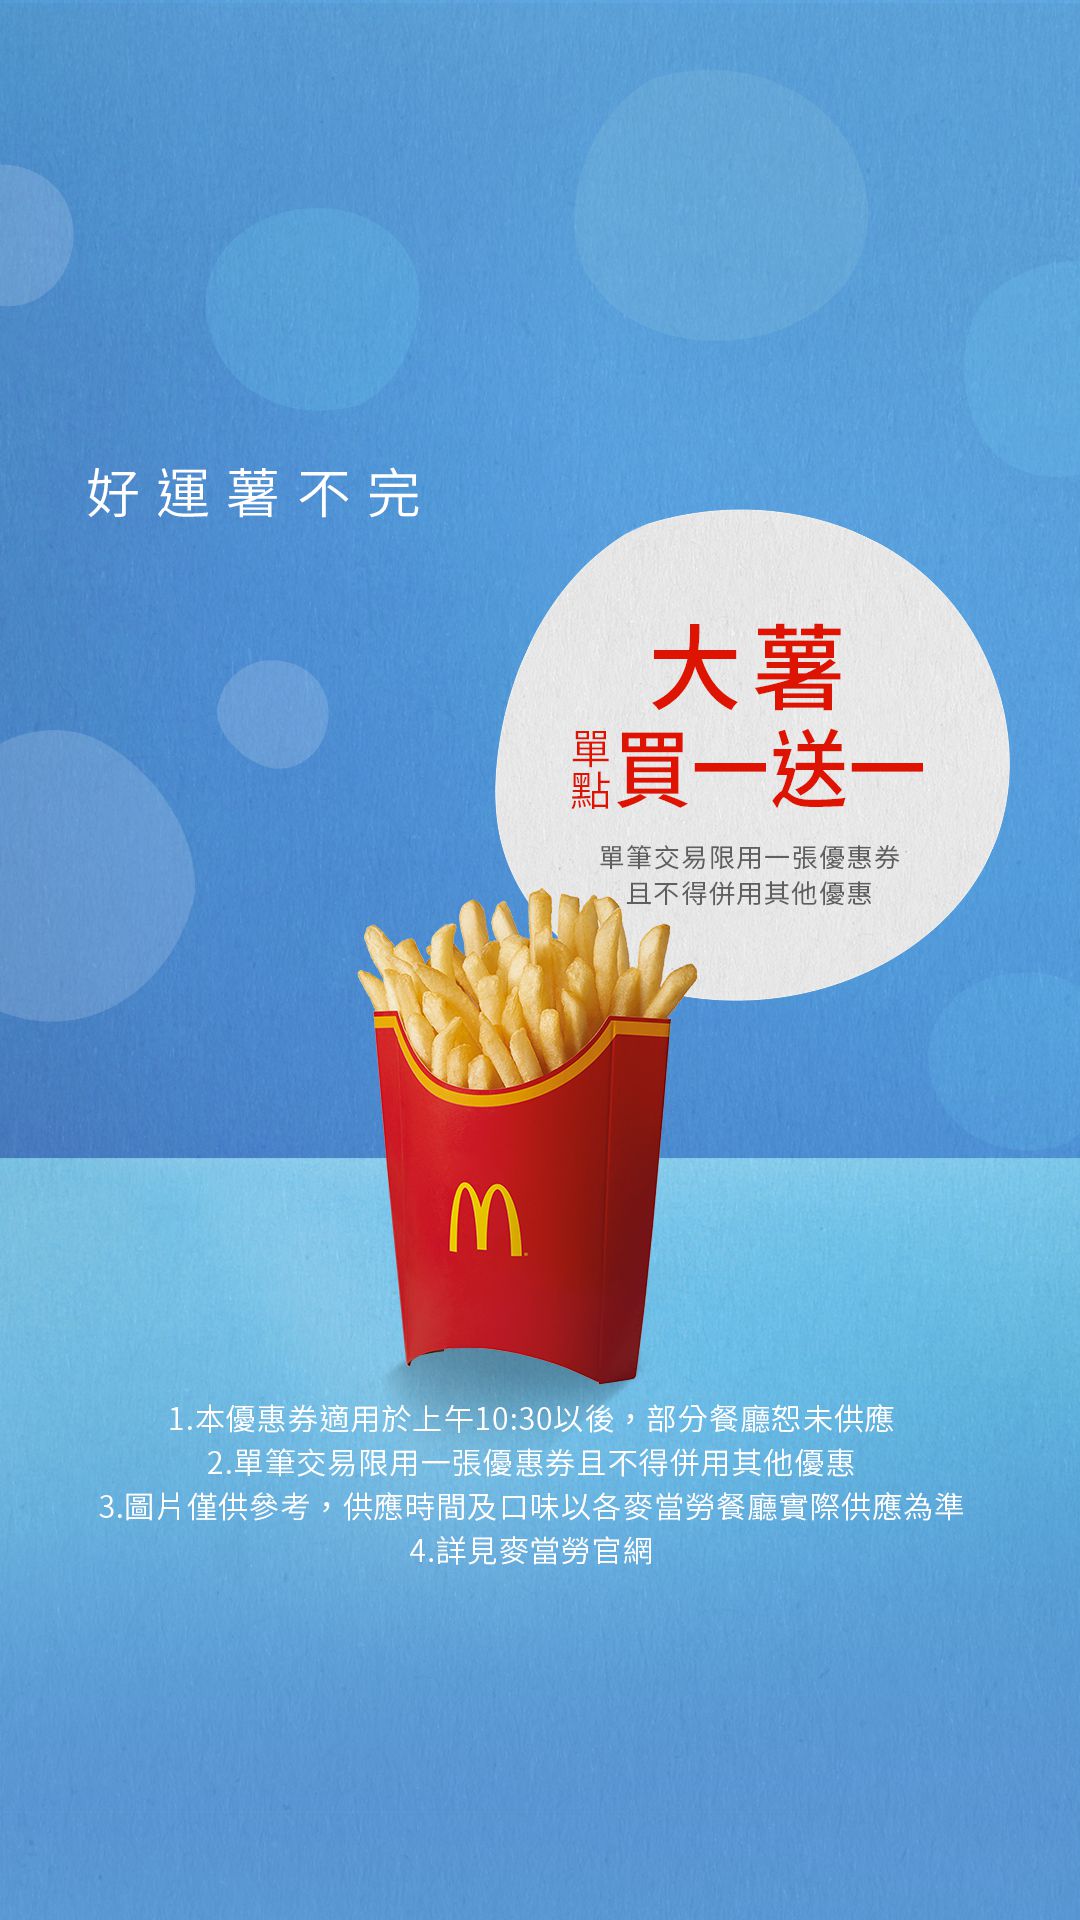 好運薯不完
大薯
單點買一送一
單筆交易限用一張優惠券
且不得併用其他優惠
1.本優惠券適用於上午10:30以後，部分餐廳恕未供應
2.單筆交易限用一張優惠券且不得併用其他優惠
3.圖片僅供參考，供應時間及口味以各麥當勞餐廳實際供應為準
4.詳見麥當勞官網